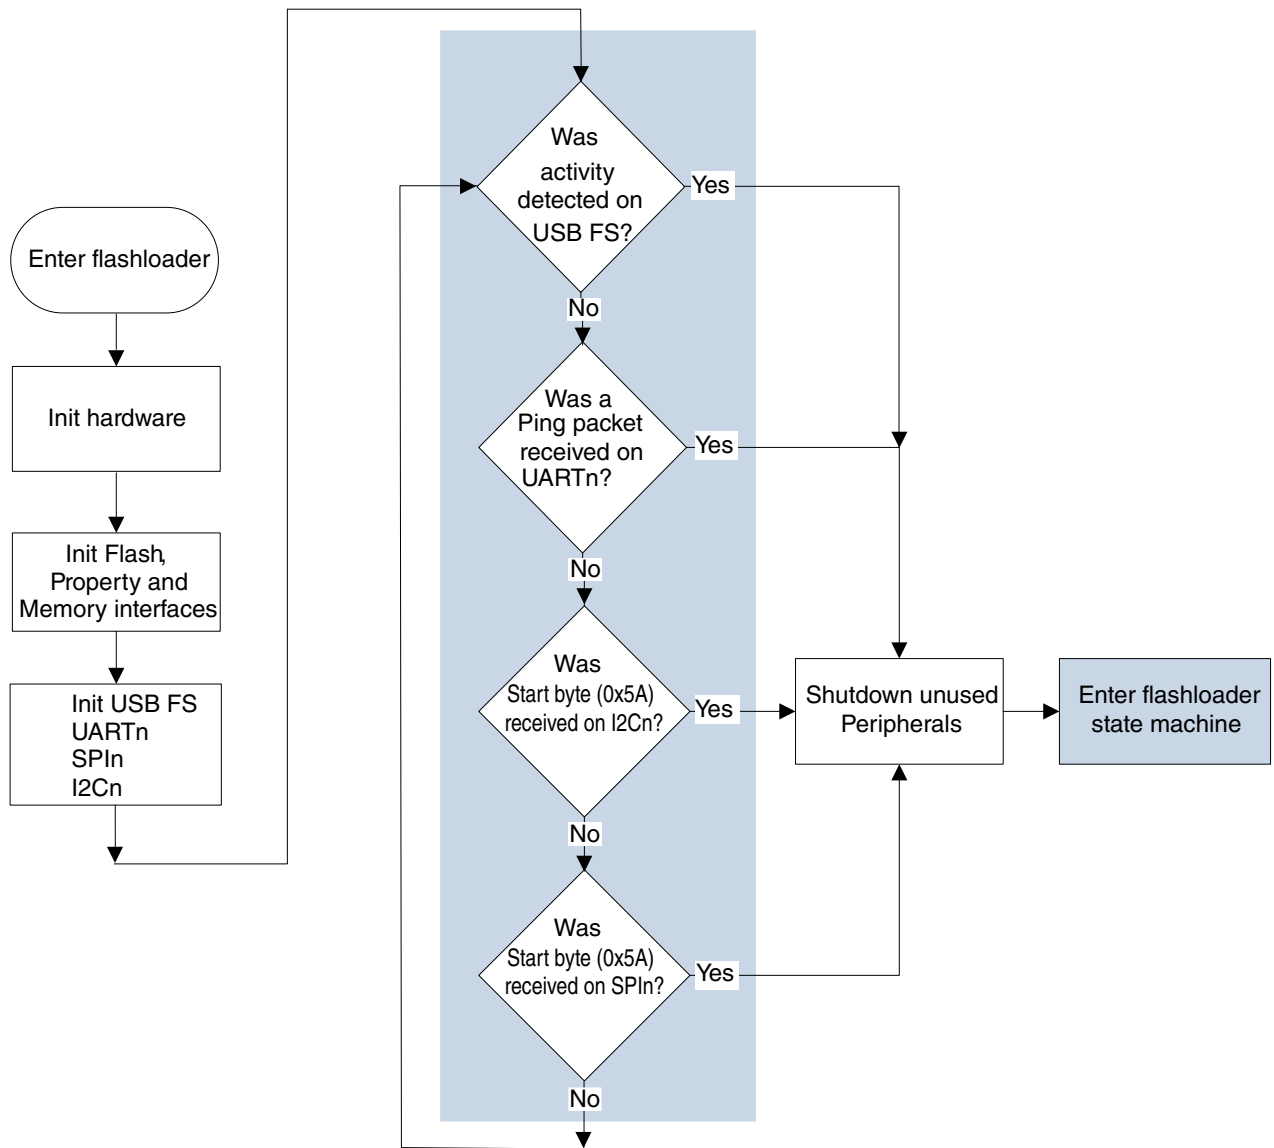 Enter flashloader
Init hardware
Init Flash,
Property and
Memory interfaces
Init USB FS
UARTn
SPIn
I2Cn
Was
activity
detected on
USB FS?
Yes
No
Was a
Ping packet
received on
UARTn?
Yes
No
Was
Start byte (0x5A)
received on I2Cn?
Yes
No
Was
Start byte (0x5A)
received on SPIn?
Yes
No
Shutdown unused
Peripherals
Enter flashloader
state machine